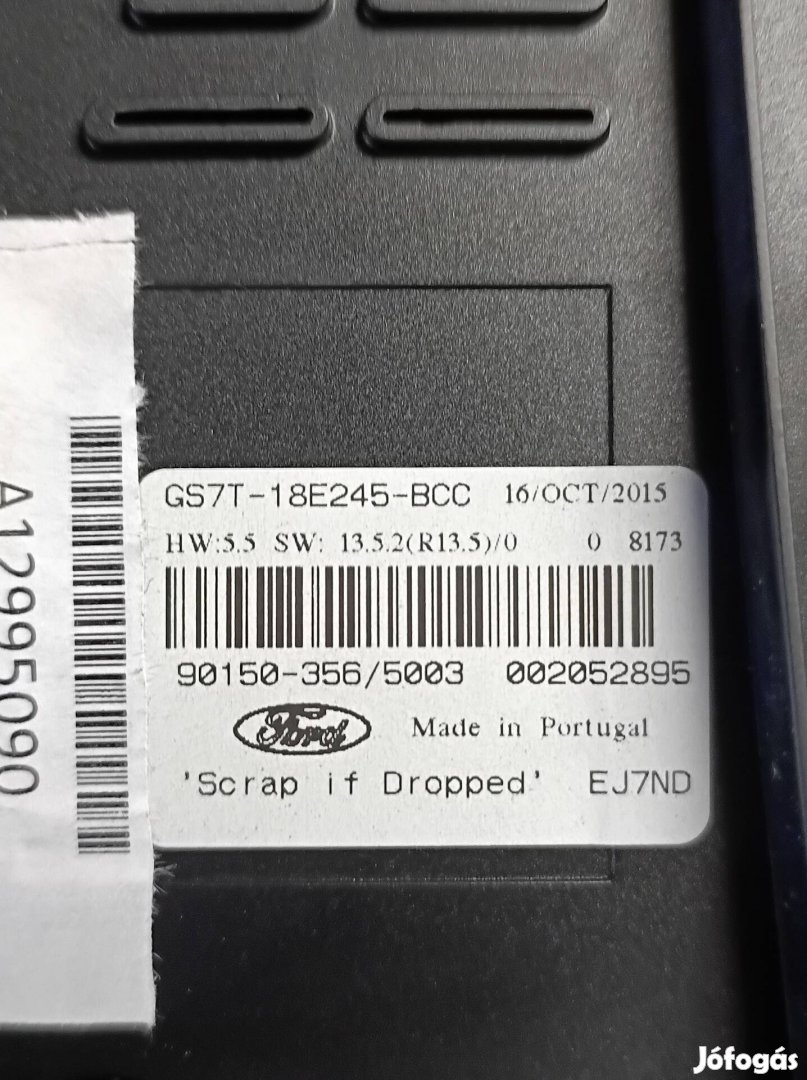 A12995090
GS7T-18E245-BCC 16/OCT/2015
HW:5.5 SW: 13.5.2(R13.5)/0 0 8173
90150-356/5003 002052895
Ford Made in Portugal
'Scrap if Dropped' EJ7ND
Jófogás